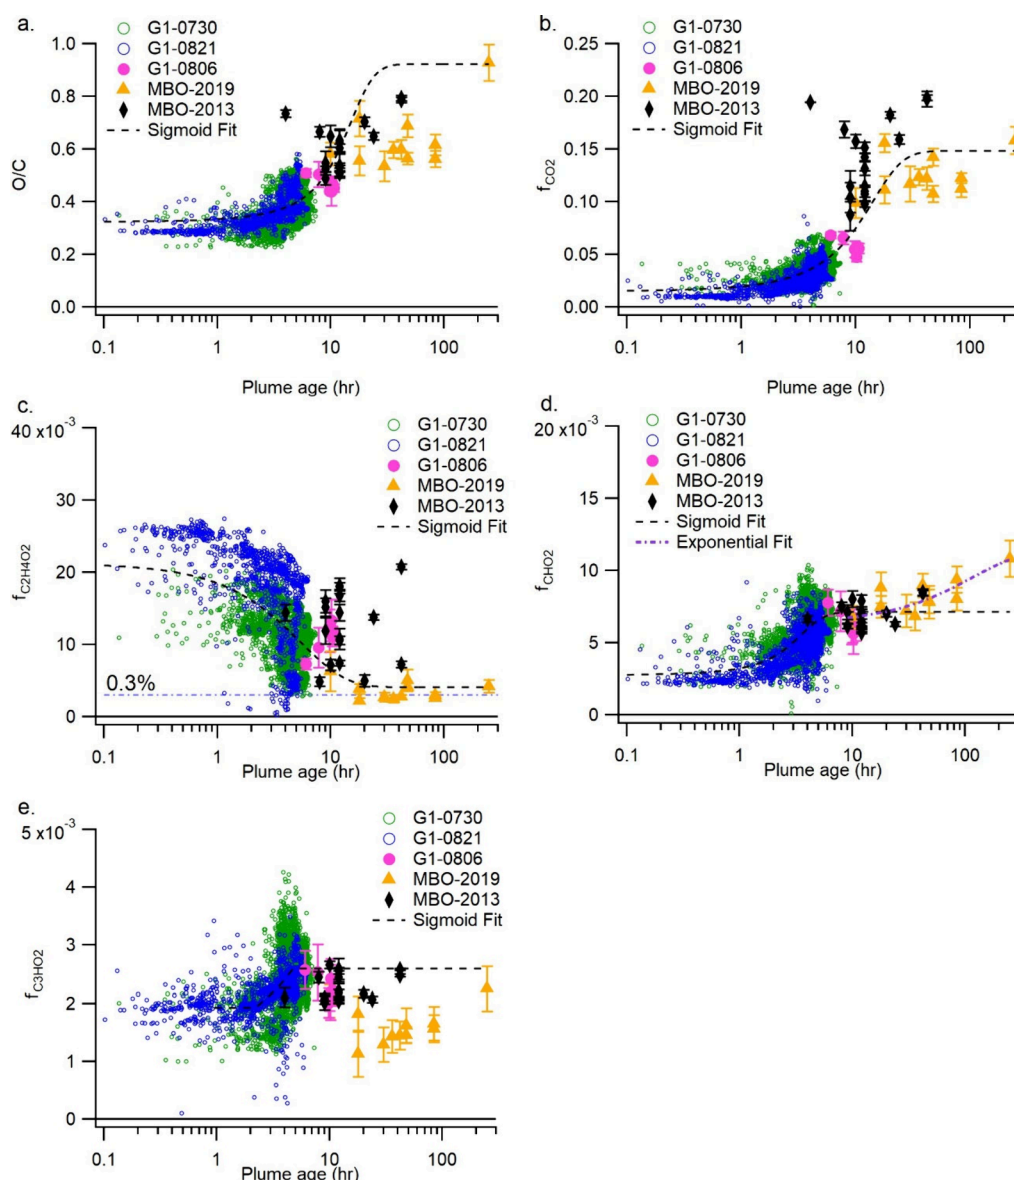 a.
G1-0730
G1-0821
G1-0806
MBO-2019
MBO-2013
Sigmoid Fit
O/C
1.0
0.8
0.6
0.4
0.2
0.0
0.1 1 10 100
Plume age (hr)
b.
G1-0730
G1-0821
G1-0806
MBO-2019
MBO-2013
Sigmoid Fit
fCO2
0.25
0.20
0.15
0.10
0.05
0.00
0.1 1 10 100
Plume age (hr)
c.
G1-0730
G1-0821
G1-0806
MBO-2019
MBO-2013
Sigmoid Fit
fC2H4O2
40 x10-3
30
20
10
0
0.3%
0.1 1 10 100
Plume age (hr)
d.
G1-0730
G1-0821
G1-0806
MBO-2019
MBO-2013
Sigmoid Fit
Exponential Fit
fCHO2
20 x10-3
15
10
5
0
0.1 1 10 100
Plume age (hr)
e.
G1-0730
G1-0821
G1-0806
MBO-2019
MBO-2013
Sigmoid Fit
fC3HO2
5 x10-3
4
3
2
1
0
0.1 1 10 100
Plume age (hr)